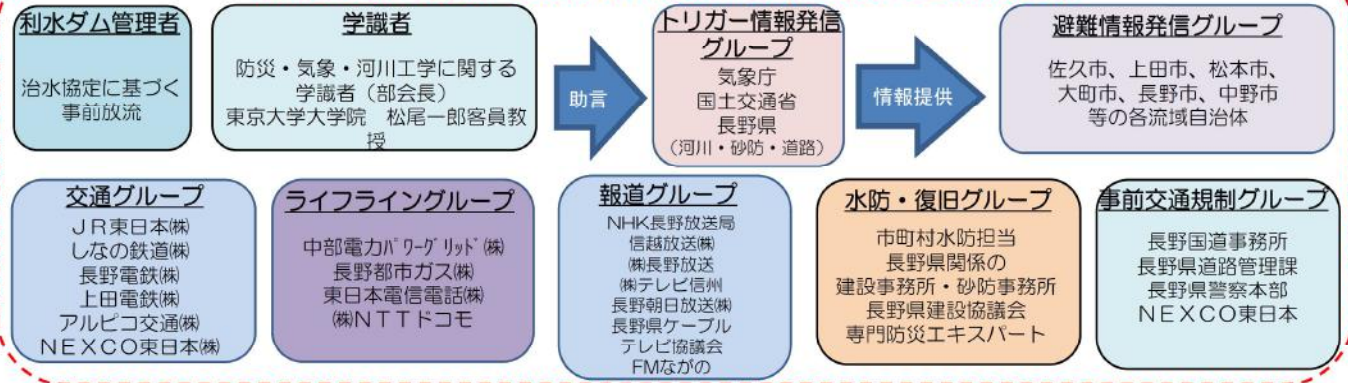 利水ダム管理者
治水協定に基づく
事前放流
学識者
防災・気象・河川工学に関する
学識者（部会長）
東京大学大学院　松尾一郎客員教
授
助言
トリガー情報発信
グループ
気象庁
国土交通省
長野県
（河川・砂防・道路）
情報提供
避難情報発信グループ
佐久市、上田市、松本市、
大町市、長野市、中野市
等の各流域自治体
交通グループ
ＪＲ東日本㈱
しなの鉄道㈱
長野電鉄㈱
上田電鉄㈱
アルピコ交通㈱
ＮＥＸＣＯ東日本㈱
ライフライングループ
中部電力ﾊﾟﾜｰｸﾞﾘｯﾄﾞ㈱
長野都市ガス㈱
東日本電信電話㈱
㈱ＮＴＴドコモ
報道グループ
NHK長野放送局
信越放送㈱
㈱長野放送
㈱テレビ信州
長野朝日放送㈱
長野県ケーブル
テレビ協議会
FMながの
水防・復旧グループ
市町村水防担当
長野県関係の
建設事務所・砂防事務所
長野県建設協議会
専門防災エキスパート
事前交通規制グループ
長野国道事務所
長野県道路管理課
長野県警察本部
ＮＥＸＣＯ東日本